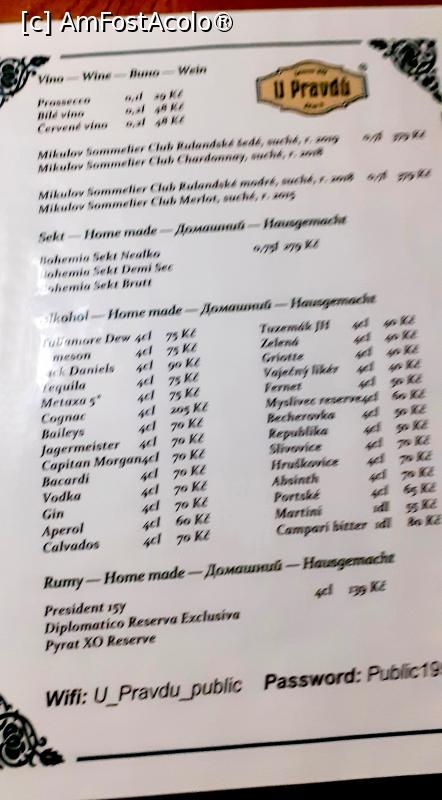 [c] AmFostAcolo®
Vino — Wine — Вино — Wein
U Pravdů
Prosecco 0,1l 29 Kč
Bílé víno 0,2l 48 Kč
Červené víno 0,2l 48 Kč
Mikulov Sommelier Club Rulandské šedé, suché, r. 2019 0,7l 379 Kč
Mikulov Sommelier Club Chardonnay, suché, r. 2018
Mikulov Sommelier Club Rulandské modré, suché, r. 2018 0,7l 379 Kč
Mikulov Sommelier Club Merlot, suché, r. 2015
Sekt — Home made — Домашний — Hausgemacht
Bohemia Sekt Nealko 0,75l 279 Kč
Bohemia Sekt Demi Sec
Bohemia Sekt Brutt
lkohol — Home made — Домашний — Hausgemacht
Tullamore Dew 4cl 75 Kč
meson 4cl 75 Kč
ck Daniels 4cl 90 Kč
equila 4cl 75 Kč
Metaxa 5* 4cl 75 Kč
Cognac 4cl 205 Kč
Baileys 4cl 70 Kč
Jagermeister 4cl 70 Kč
Capitan Morgan 4cl 70 Kč
Bacardi 4cl 70 Kč
Vodka 4cl 70 Kč
Gin 4cl 70 Kč
Aperol 4cl 60 Kč
Calvados 4cl 70 Kč
Tuzemák JH 4cl 40 Kč
Zelená 4cl 40 Kč
Griotte 4cl 40 Kč
Vaječný likér 4cl 40 Kč
Fernet 4cl 50 Kč
Myslivec reserve 4cl 60 Kč
Becherovka 4cl 50 Kč
Republika 4cl 50 Kč
Slivovice 4cl 70 Kč
Hruškovice 4cl 70 Kč
Absinth 4cl 70 Kč
Portské 4cl 65 Kč
Martini 1dl 55 Kč
Campari bitter 1dl 80 Kč
Rumy — Home made — Домашний — Hausgemacht
President 15y 4cl 139 Kč
Diplomatico Reserva Exclusiva
Pyrat XO Reserve
Wifi: U_Pravdu_public Password: Public19